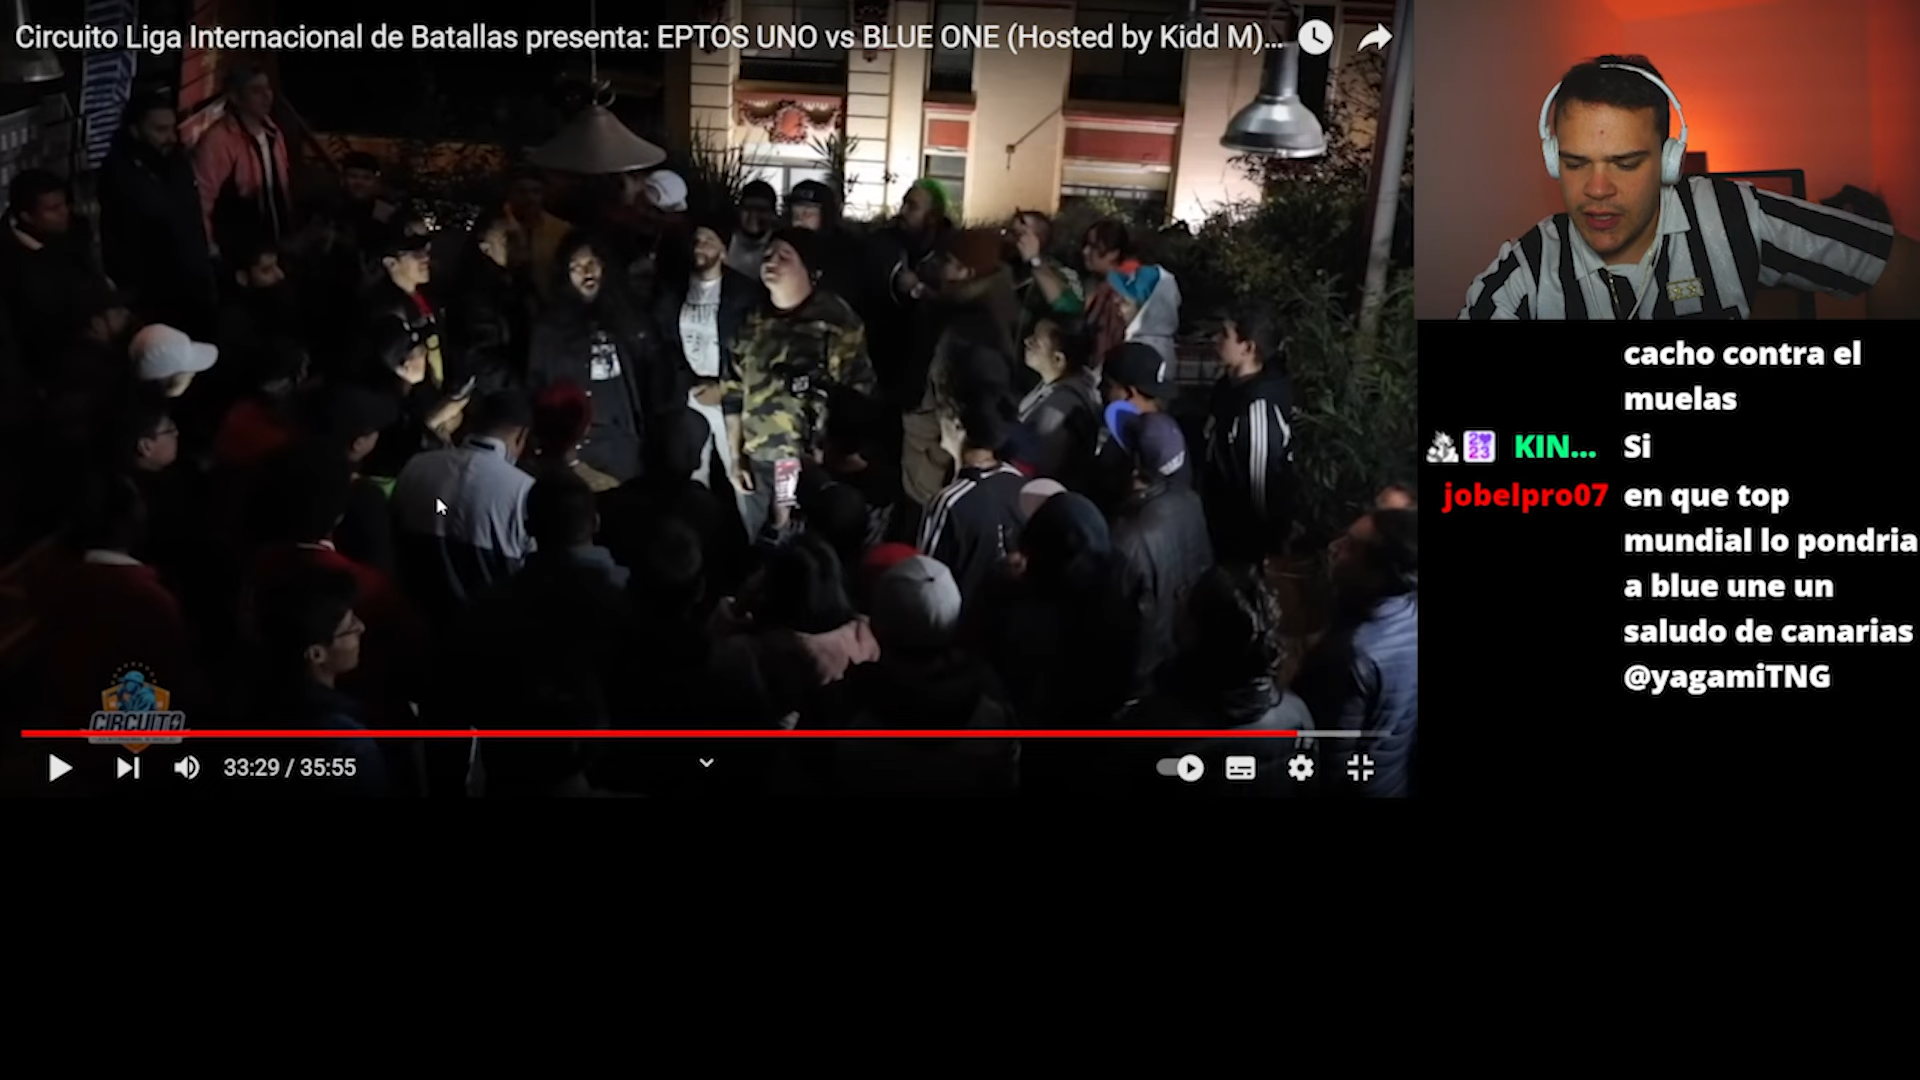 Circuito Liga Internacional de Batallas presenta: EPTOS UNO vs BLUE ONE (Hosted by Kidd M)...
cacho contra el
muelas
KIN... Si
jobelpro07 en que top
mundial lo pondria
a blue une un
saludo de canarias
@yagamiTNG
CIRCUITO
33:29 / 35:55